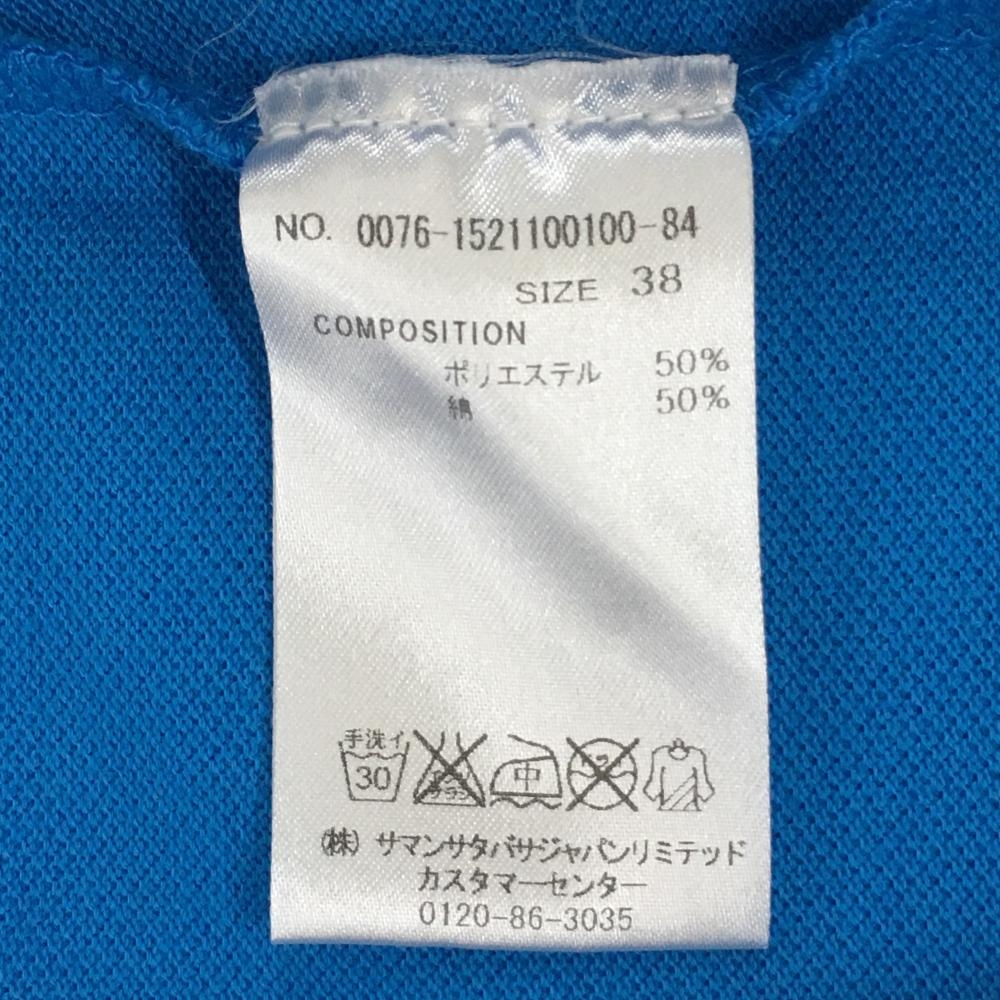 NO. 0076-1521100100-84
SIZE 38
COMPOSITION
ポリエステル 50%
綿 50%
手洗イ
30 中
(株) サマンサタバサジャパンリミテッド
カスタマーセンター
0120-86-3035